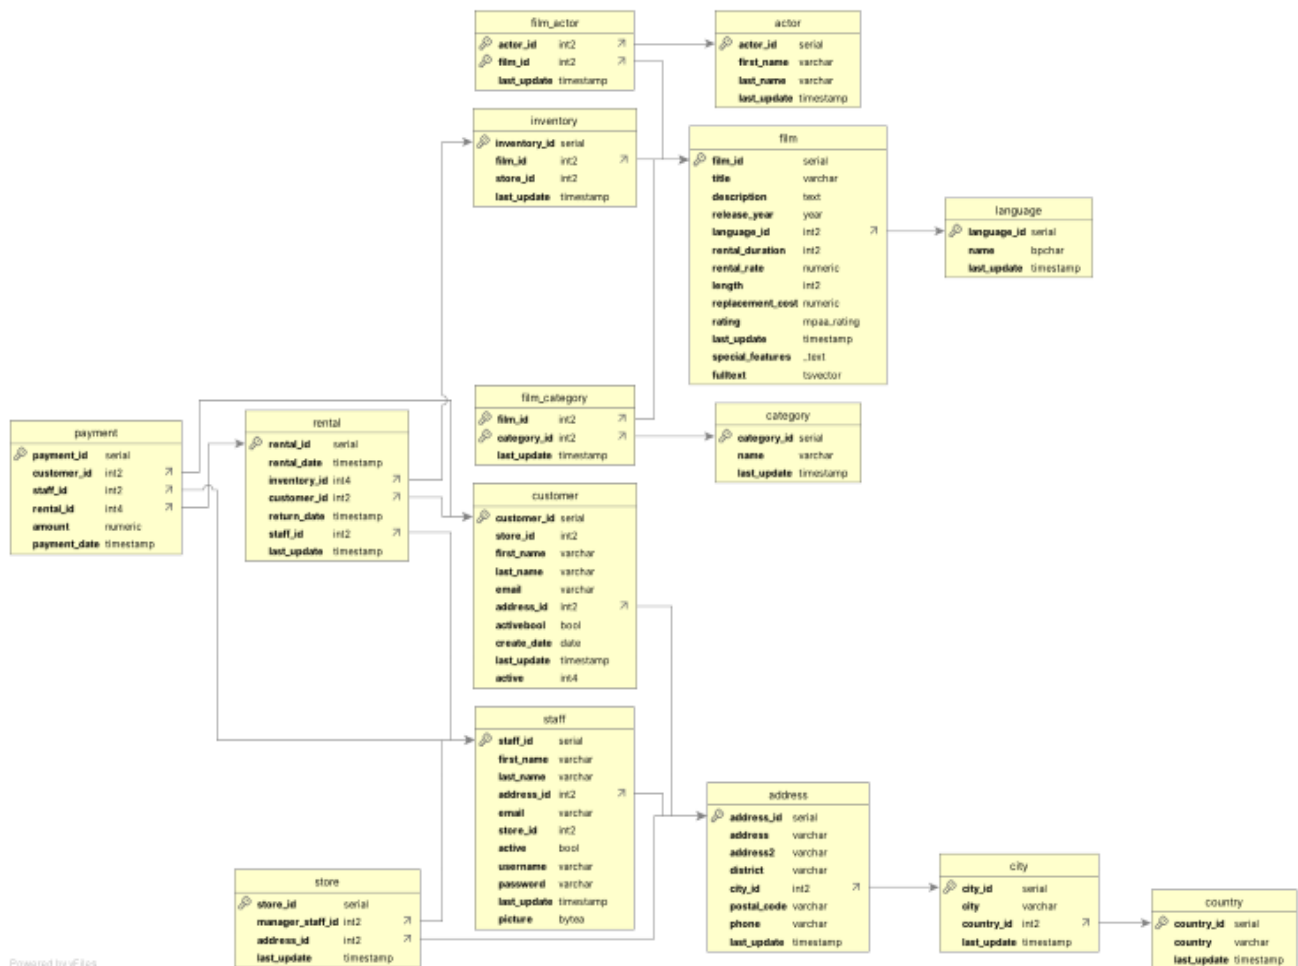 film_actor
actor_id int2
film_id int2
last_update timestamp
actor
actor_id serial
first_name varchar
last_name varchar
last_update timestamp
inventory
inventory_id serial
film_id int2
store_id int2
last_update timestamp
film
film_id serial
title varchar
description text
release_year year
language_id int2
rental_duration int2
rental_rate numeric
length int2
replacement_cost numeric
rating mpaa_rating
last_update timestamp
special_features _text
fulltext tsvector
language
language_id serial
name bpchar
last_update timestamp
film_category
film_id int2
category_id int2
last_update timestamp
category
category_id serial
name varchar
last_update timestamp
payment
payment_id serial
customer_id int2
staff_id int2
rental_id int4
amount numeric
payment_date timestamp
rental
rental_id serial
rental_date timestamp
inventory_id int4
customer_id int2
return_date timestamp
staff_id int2
last_update timestamp
customer
customer_id serial
store_id int2
first_name varchar
last_name varchar
email varchar
address_id int2
activebool bool
create_date date
last_update timestamp
active int4
staff
staff_id serial
first_name varchar
last_name varchar
address_id int2
email varchar
store_id int2
active bool
username varchar
password varchar
last_update timestamp
picture bytea
address
address_id serial
address varchar
address2 varchar
district varchar
city_id int2
postal_code varchar
phone varchar
last_update timestamp
store
store_id serial
manager_staff_id int2
address_id int2
last_update timestamp
city
city_id serial
city varchar
country_id int2
last_update timestamp
country
country_id serial
country varchar
last_update timestamp
Powered by yFiles